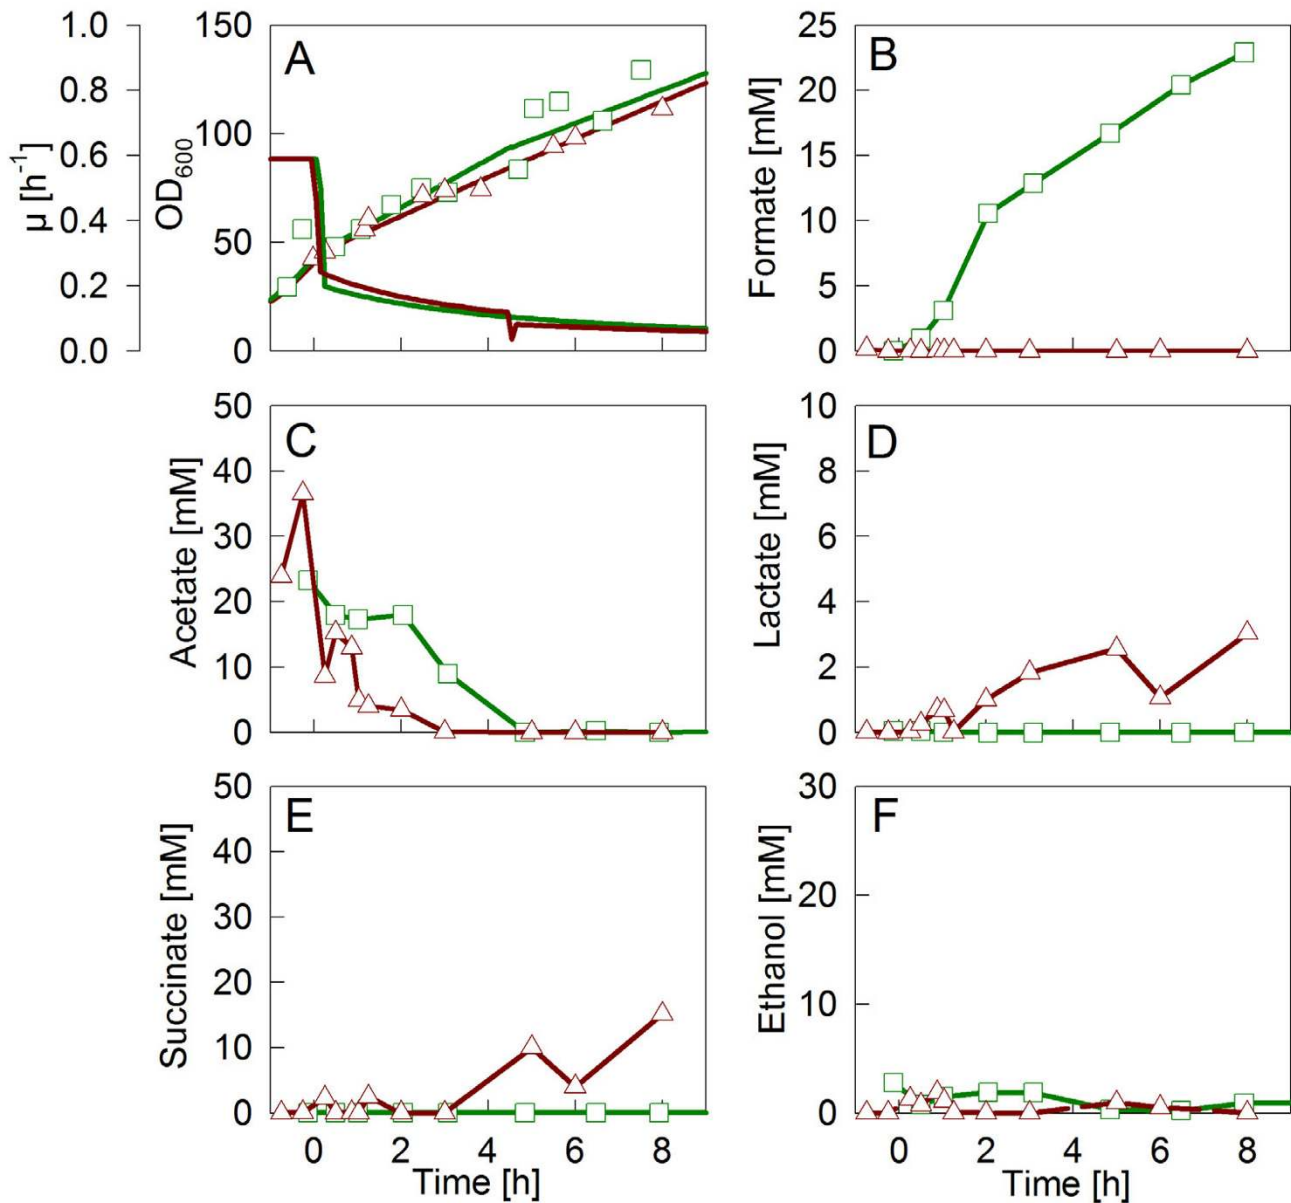 1.0
0.8
0.6
0.4
0.2
0.0
µ [h⁻¹]
150
100
50
0
OD₆₀₀
A
25
20
15
10
5
0
Formate [mM]
B
50
40
30
20
10
0
Acetate [mM]
C
10
8
6
4
2
0
Lactate [mM]
D
50
40
30
20
10
0
Succinate [mM]
E
0 2 4 6 8
Time [h]
30
20
10
0
Ethanol [mM]
F
0 2 4 6 8
Time [h]